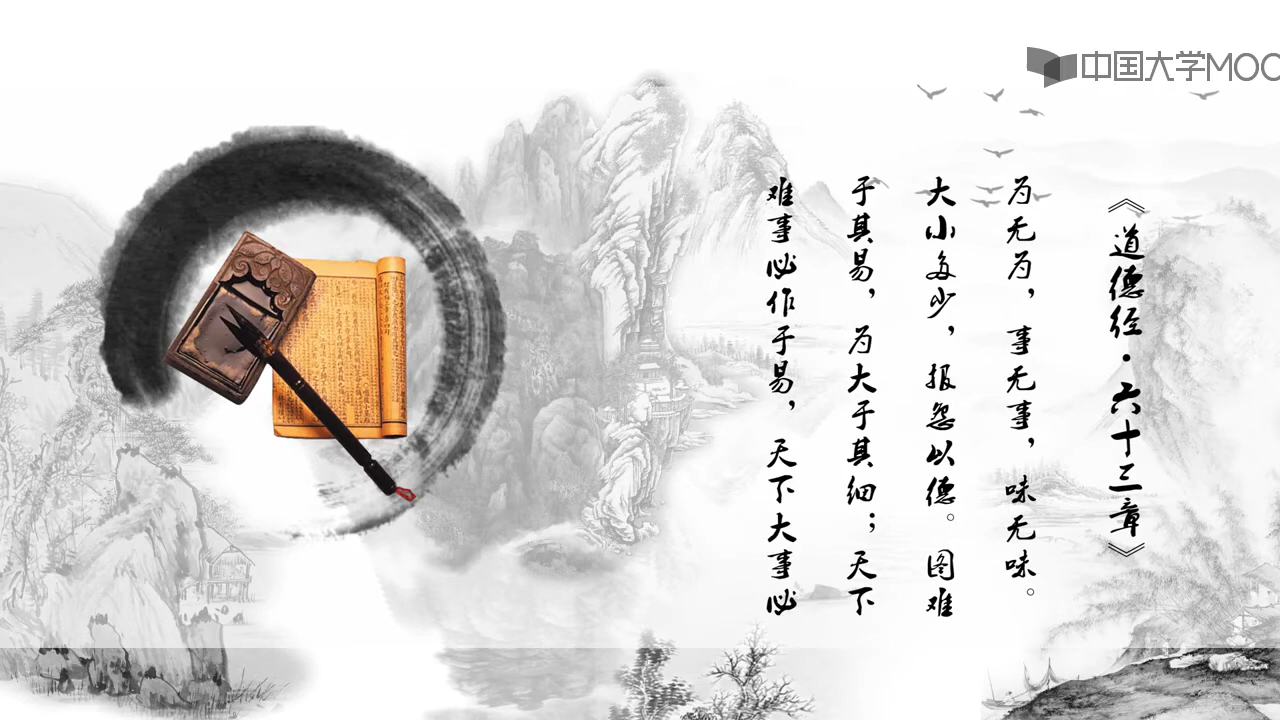 中国大学MOO
《道德经·六十三章》
为无为，事无事，味无味。
大小多少，报怨以德。图难
于其易，为大于其细；天下
难事必作于易，天下大事必